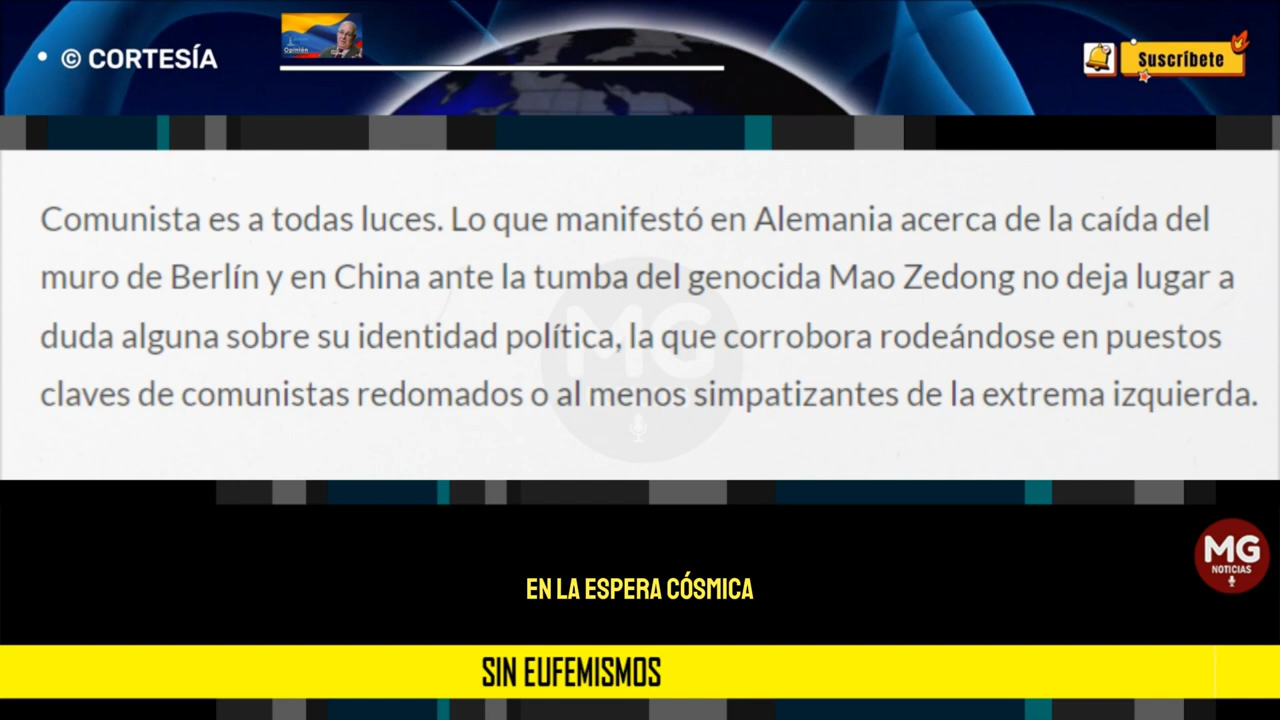 • © CORTESÍA
Opinión
Suscríbete
Comunista es a todas luces. Lo que manifestó en Alemania acerca de la caída del
muro de Berlín y en China ante la tumba del genocida Mao Zedong no deja lugar a
duda alguna sobre su identidad política, la que corrobora rodeándose en puestos
claves de comunistas redomados o al menos simpatizantes de la extrema izquierda.
MG
MG
NOTICIAS
EN LA ESPERA CÓSMICA
SIN EUFEMISMOS